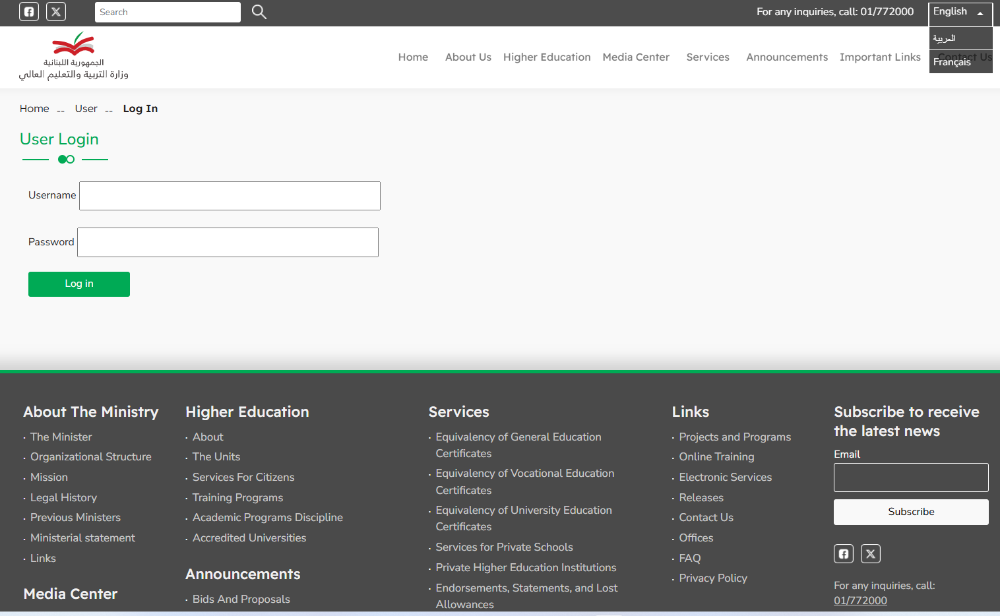 Search
For any inquiries, call: 01/772000
English
العربية
Français
الجمهورية اللبنانية
وزارة التربية والتعليم العالي
Home About Us Higher Education Media Center Services Announcements Important Links Contact Us
Home -- User -- Log In
User Login
Username
Password
Log in
About The Ministry
· The Minister
· Organizational Structure
· Mission
· Legal History
· Previous Ministers
· Ministerial statement
· Links
Media Center
Higher Education
· About
· The Units
· Services For Citizens
· Training Programs
· Academic Programs Discipline
· Accredited Universities
Announcements
· Bids And Proposals
Services
· Equivalency of General Education
Certificates
· Equivalency of Vocational Education
Certificates
· Equivalency of University Education
Certificates
· Services for Private Schools
· Private Higher Education Institutions
· Endorsements, Statements, and Lost
Allowances
Links
· Projects and Programs
· Online Training
· Electronic Services
· Releases
· Contact Us
· Offices
· FAQ
· Privacy Policy
Subscribe to receive
the latest news
Email
Subscribe
For any inquiries, call:
01/772000